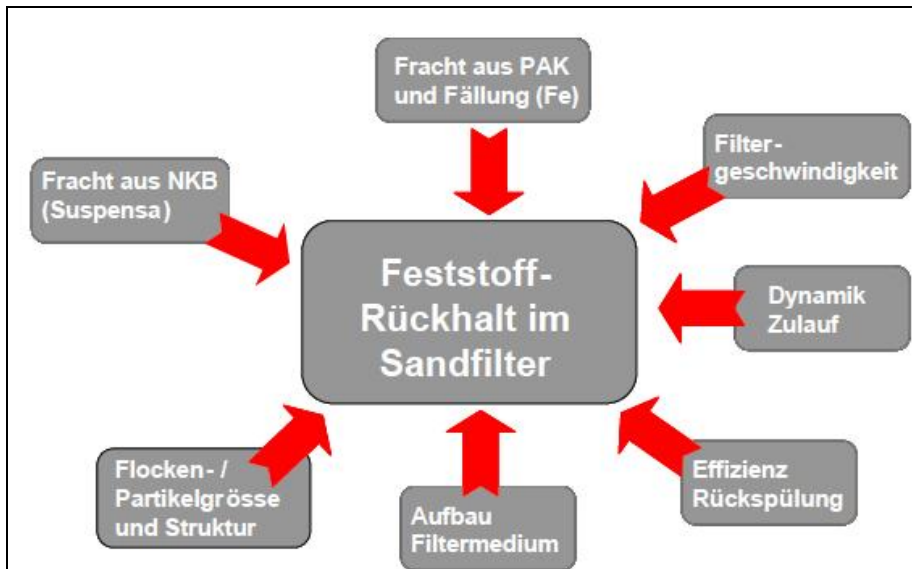 Fracht aus PAK
und Fällung (Fe)
Filter-
geschwindigkeit
Fracht aus NKB
(Suspensa)
Feststoff-
Rückhalt im
Sandfilter
Dynamik
Zulauf
Flocken- /
Partikelgrösse
und Struktur
Aufbau
Filtermedium
Effizienz
Rückspülung